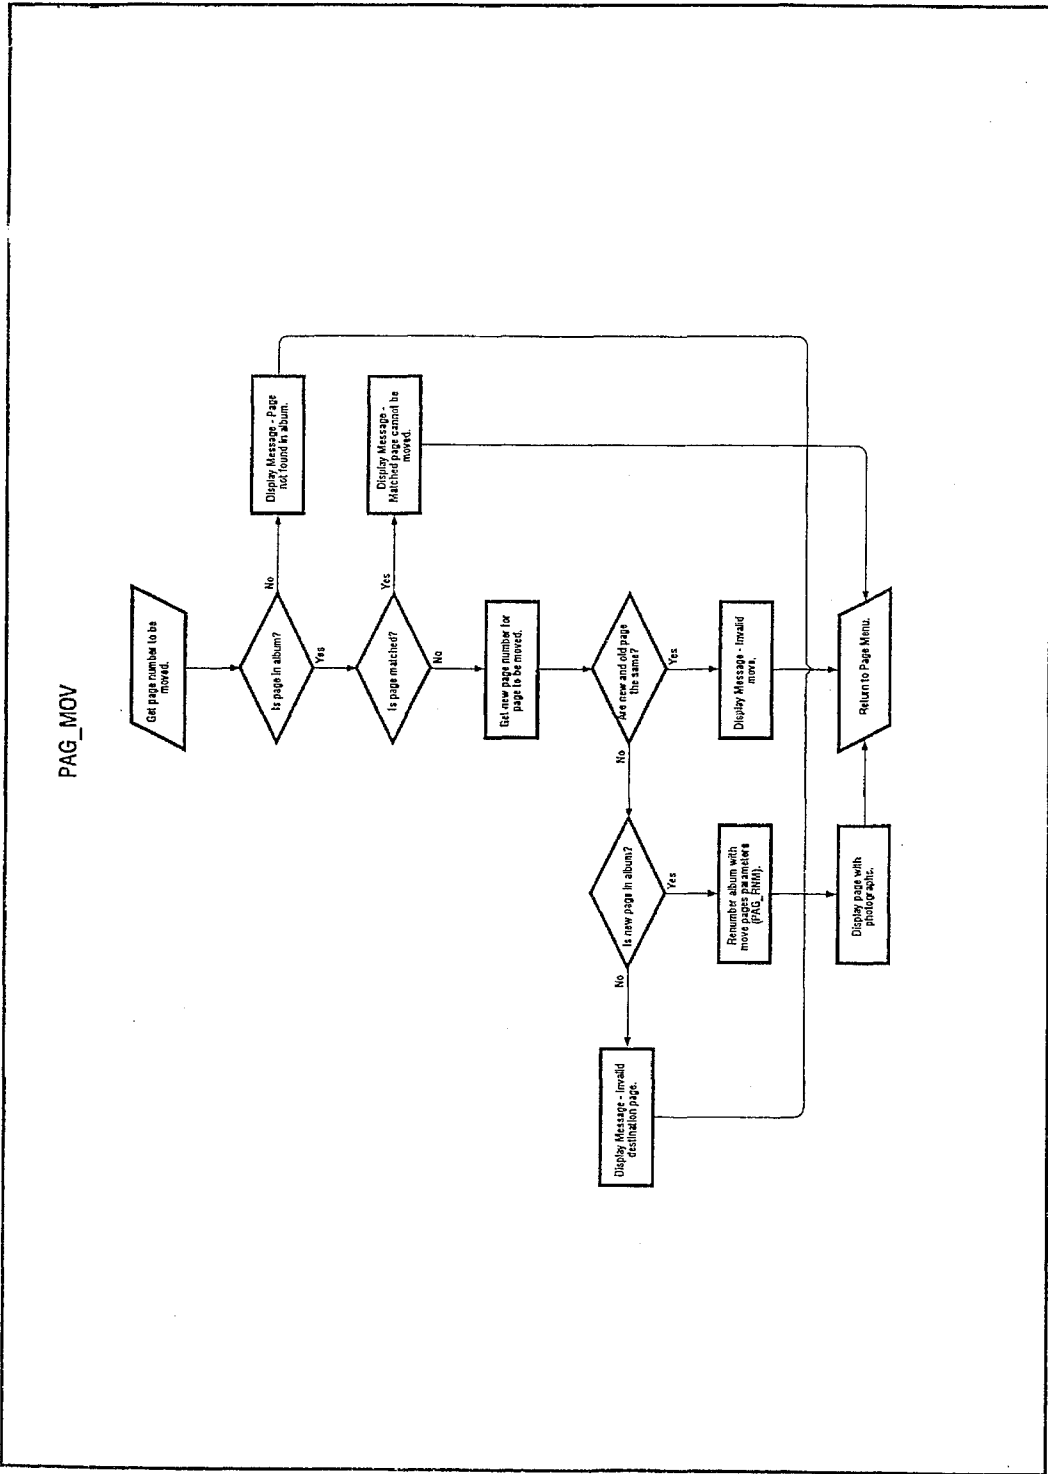 PAG_MOV
Get page number to be
moved.
Is page in album?
No
Display Message - Page
not found in album.
Yes
Is page matched?
Yes
Display Message -
Matched page cannot be
moved.
No
Get new page number for
page to be moved.
Are new and old page
the same?
No
Yes
Is new page in album?
No
Yes
Display Message - Invalid
destination page.
Renumber album with
move pages parameters
(PAG_RNM).
Display Message - Invalid
move.
Display page with
photographs.
Return to Page Menu.